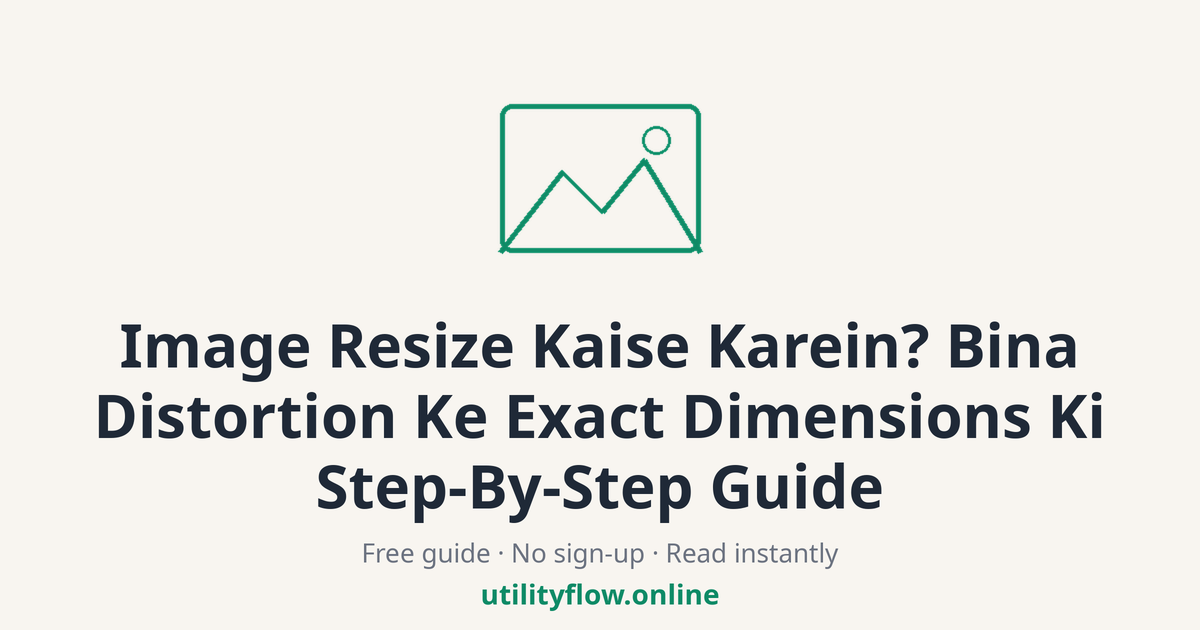 Image Resize Kaise Karein? Bina
Distortion Ke Exact Dimensions Ki
Step-By-Step Guide
Free guide · No sign-up · Read instantly
utilityflow.online